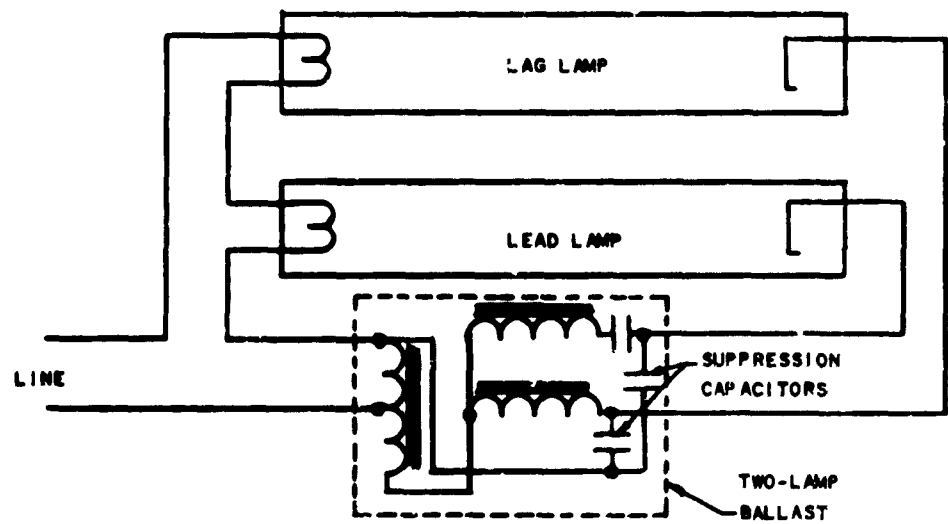 LAG LAMP
LEAD LAMP
LINE
SUPPRESSION
CAPACITORS
TWO-LAMP
BALLAST